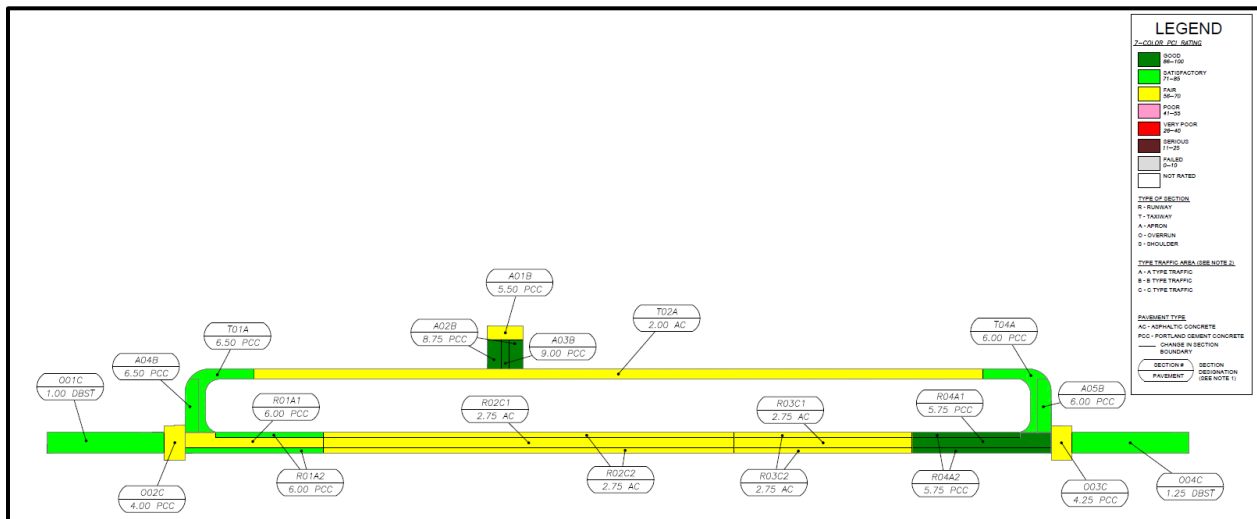 LEGEND
7-COLOR PCI RATING
GOOD
86-100
SATISFACTORY
71-85
FAIR
56-70
POOR
41-55
VERY POOR
26-40
SERIOUS
11-25
FAILED
0-10
NOT RATED
TYPE OF SECTION
R - RUNWAY
T - TAXIWAY
A - APRON
O - OVERRUN
S - SHOULDER
TYPE TRAFFIC AREA (SEE NOTE 2)
A - A TYPE TRAFFIC
B - B TYPE TRAFFIC
C - C TYPE TRAFFIC
PAVEMENT TYPE
AC - ASPHALTIC CONCRETE
PCC - PORTLAND CEMENT CONCRETE
CHANGE IN SECTION
BOUNDARY
SECTION #
PAVEMENT
SECTION
DESIGNATION
(SEE NOTE 1)
A01B
5.50 PCC
A02B
8.75 PCC
A03B
9.00 PCC
T02A
2.00 AC
T04A
6.00 PCC
T01A
6.50 PCC
A04B
6.50 PCC
O01C
1.00 DBST
R01A1
6.00 PCC
R02C1
2.75 AC
R03C1
2.75 AC
R04A1
5.75 PCC
A05B
6.00 PCC
O02C
4.00 PCC
R01A2
6.00 PCC
R02C2
2.75 AC
R03C2
2.75 AC
R04A2
5.75 PCC
O03C
4.25 PCC
O04C
1.25 DBST